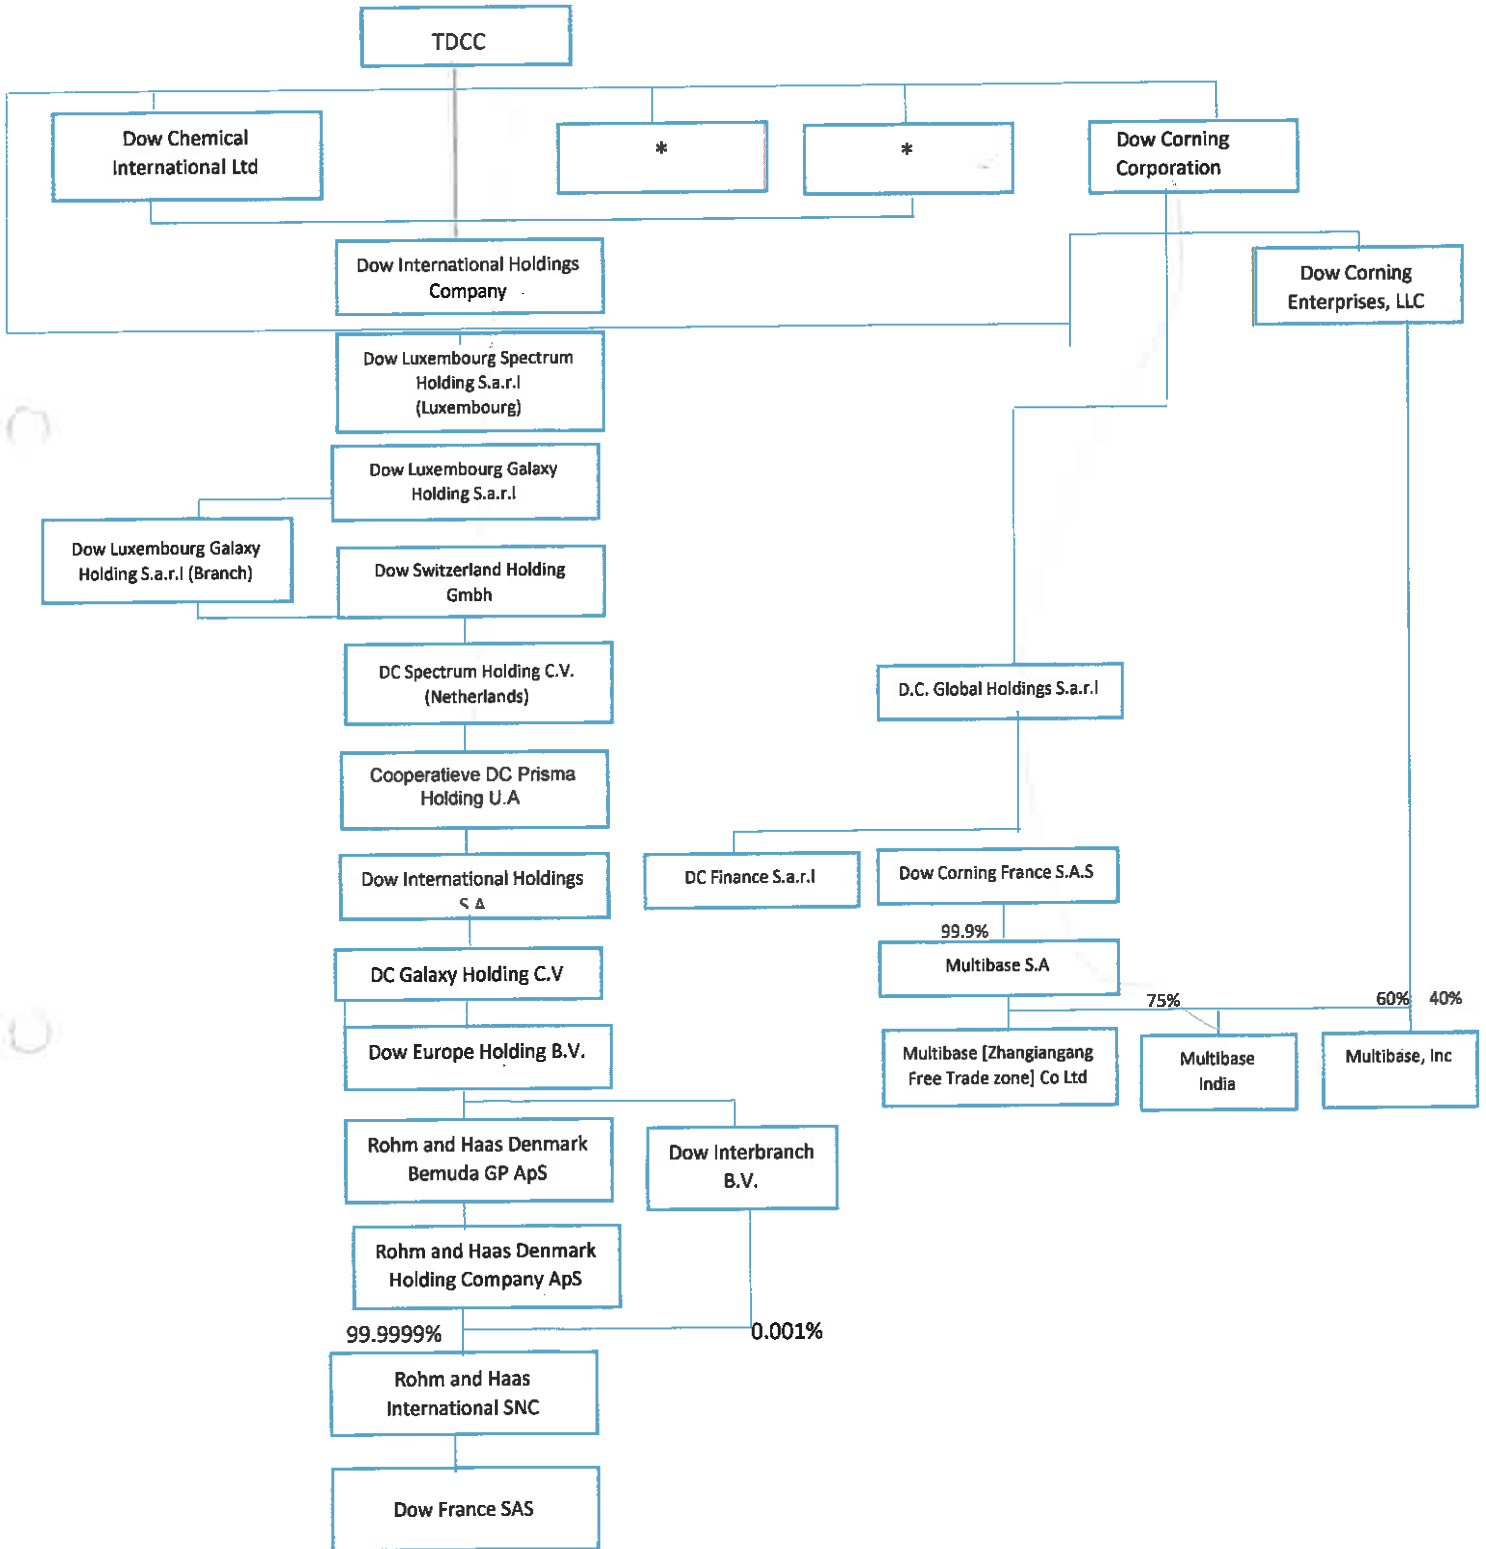 TDCC
Dow Chemical
International Ltd
*
*
Dow Corning
Corporation
Dow International Holdings
Company
Dow Corning
Enterprises, LLC
Dow Luxembourg Spectrum
Holding S.a.r.l
(Luxembourg)
Dow Luxembourg Galaxy
Holding S.a.r.l
Dow Luxembourg Galaxy
Holding S.a.r.l (Branch)
Dow Switzerland Holding
Gmbh
DC Spectrum Holding C.V.
(Netherlands)
D.C. Global Holdings S.a.r.l
Cooperatieve DC Prisma
Holding U.A
Dow International Holdings
S.A
DC Finance S.a.r.l
Dow Corning France S.A.S
99.9%
DC Galaxy Holding C.V
Multibase S.A
75%
60%
40%
Dow Europe Holding B.V.
Multibase [Zhangiangang
Free Trade zone] Co Ltd
Multibase
India
Multibase, Inc
Rohm and Haas Denmark
Bemuda GP ApS
Dow Interbranch
B.V.
Rohm and Haas Denmark
Holding Company ApS
99.9999%
0.001%
Rohm and Haas
International SNC
Dow France SAS